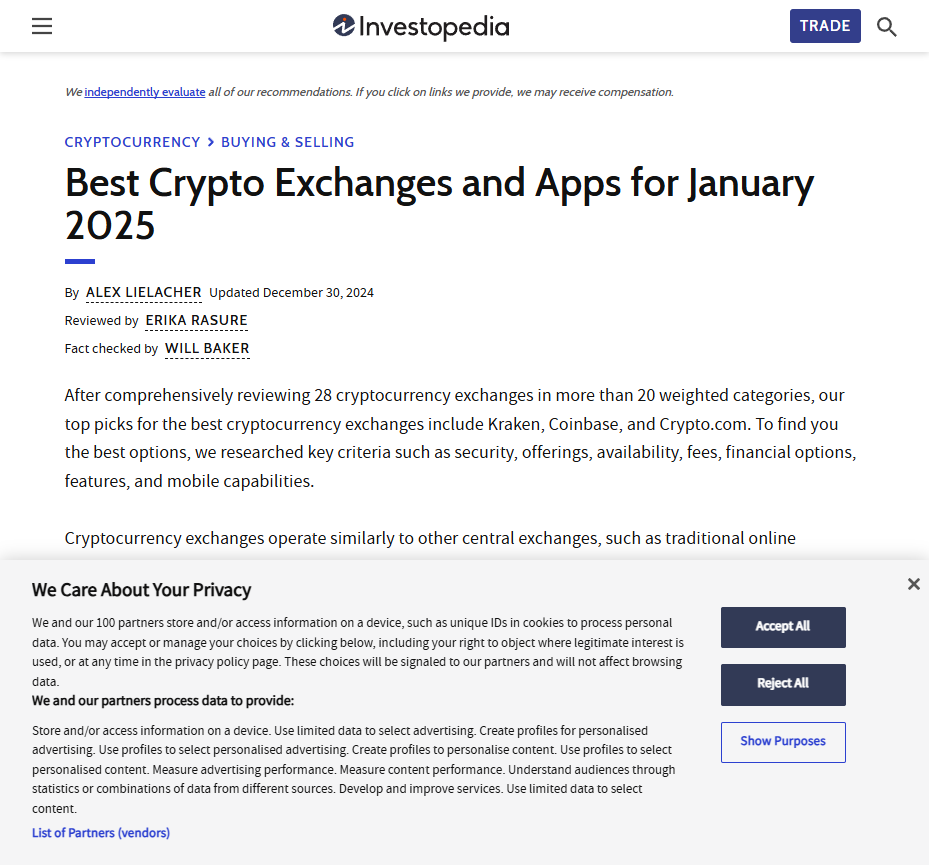 Investopedia
TRADE
We independently evaluate all of our recommendations. If you click on links we provide, we may receive compensation.
CRYPTOCURRENCY > BUYING & SELLING
Best Crypto Exchanges and Apps for January
2025
By ALEX LIELACHER Updated December 30, 2024
Reviewed by ERIKA RASURE
Fact checked by WILL BAKER
After comprehensively reviewing 28 cryptocurrency exchanges in more than 20 weighted categories, our
top picks for the best cryptocurrency exchanges include Kraken, Coinbase, and Crypto.com. To find you
the best options, we researched key criteria such as security, offerings, availability, fees, financial options,
features, and mobile capabilities.
Cryptocurrency exchanges operate similarly to other central exchanges, such as traditional online
We Care About Your Privacy
We and our 100 partners store and/or access information on a device, such as unique IDs in cookies to process personal
data. You may accept or manage your choices by clicking below, including your right to object where legitimate interest is
used, or at any time in the privacy policy page. These choices will be signaled to our partners and will not affect browsing
data.
We and our partners process data to provide:
Store and/or access information on a device. Use limited data to select advertising. Create profiles for personalised
advertising. Use profiles to select personalised advertising. Create profiles to personalise content. Use profiles to select
personalised content. Measure advertising performance. Measure content performance. Understand audiences through
statistics or combinations of data from different sources. Develop and improve services. Use limited data to select
content.
List of Partners (vendors)
Accept All
Reject All
Show Purposes